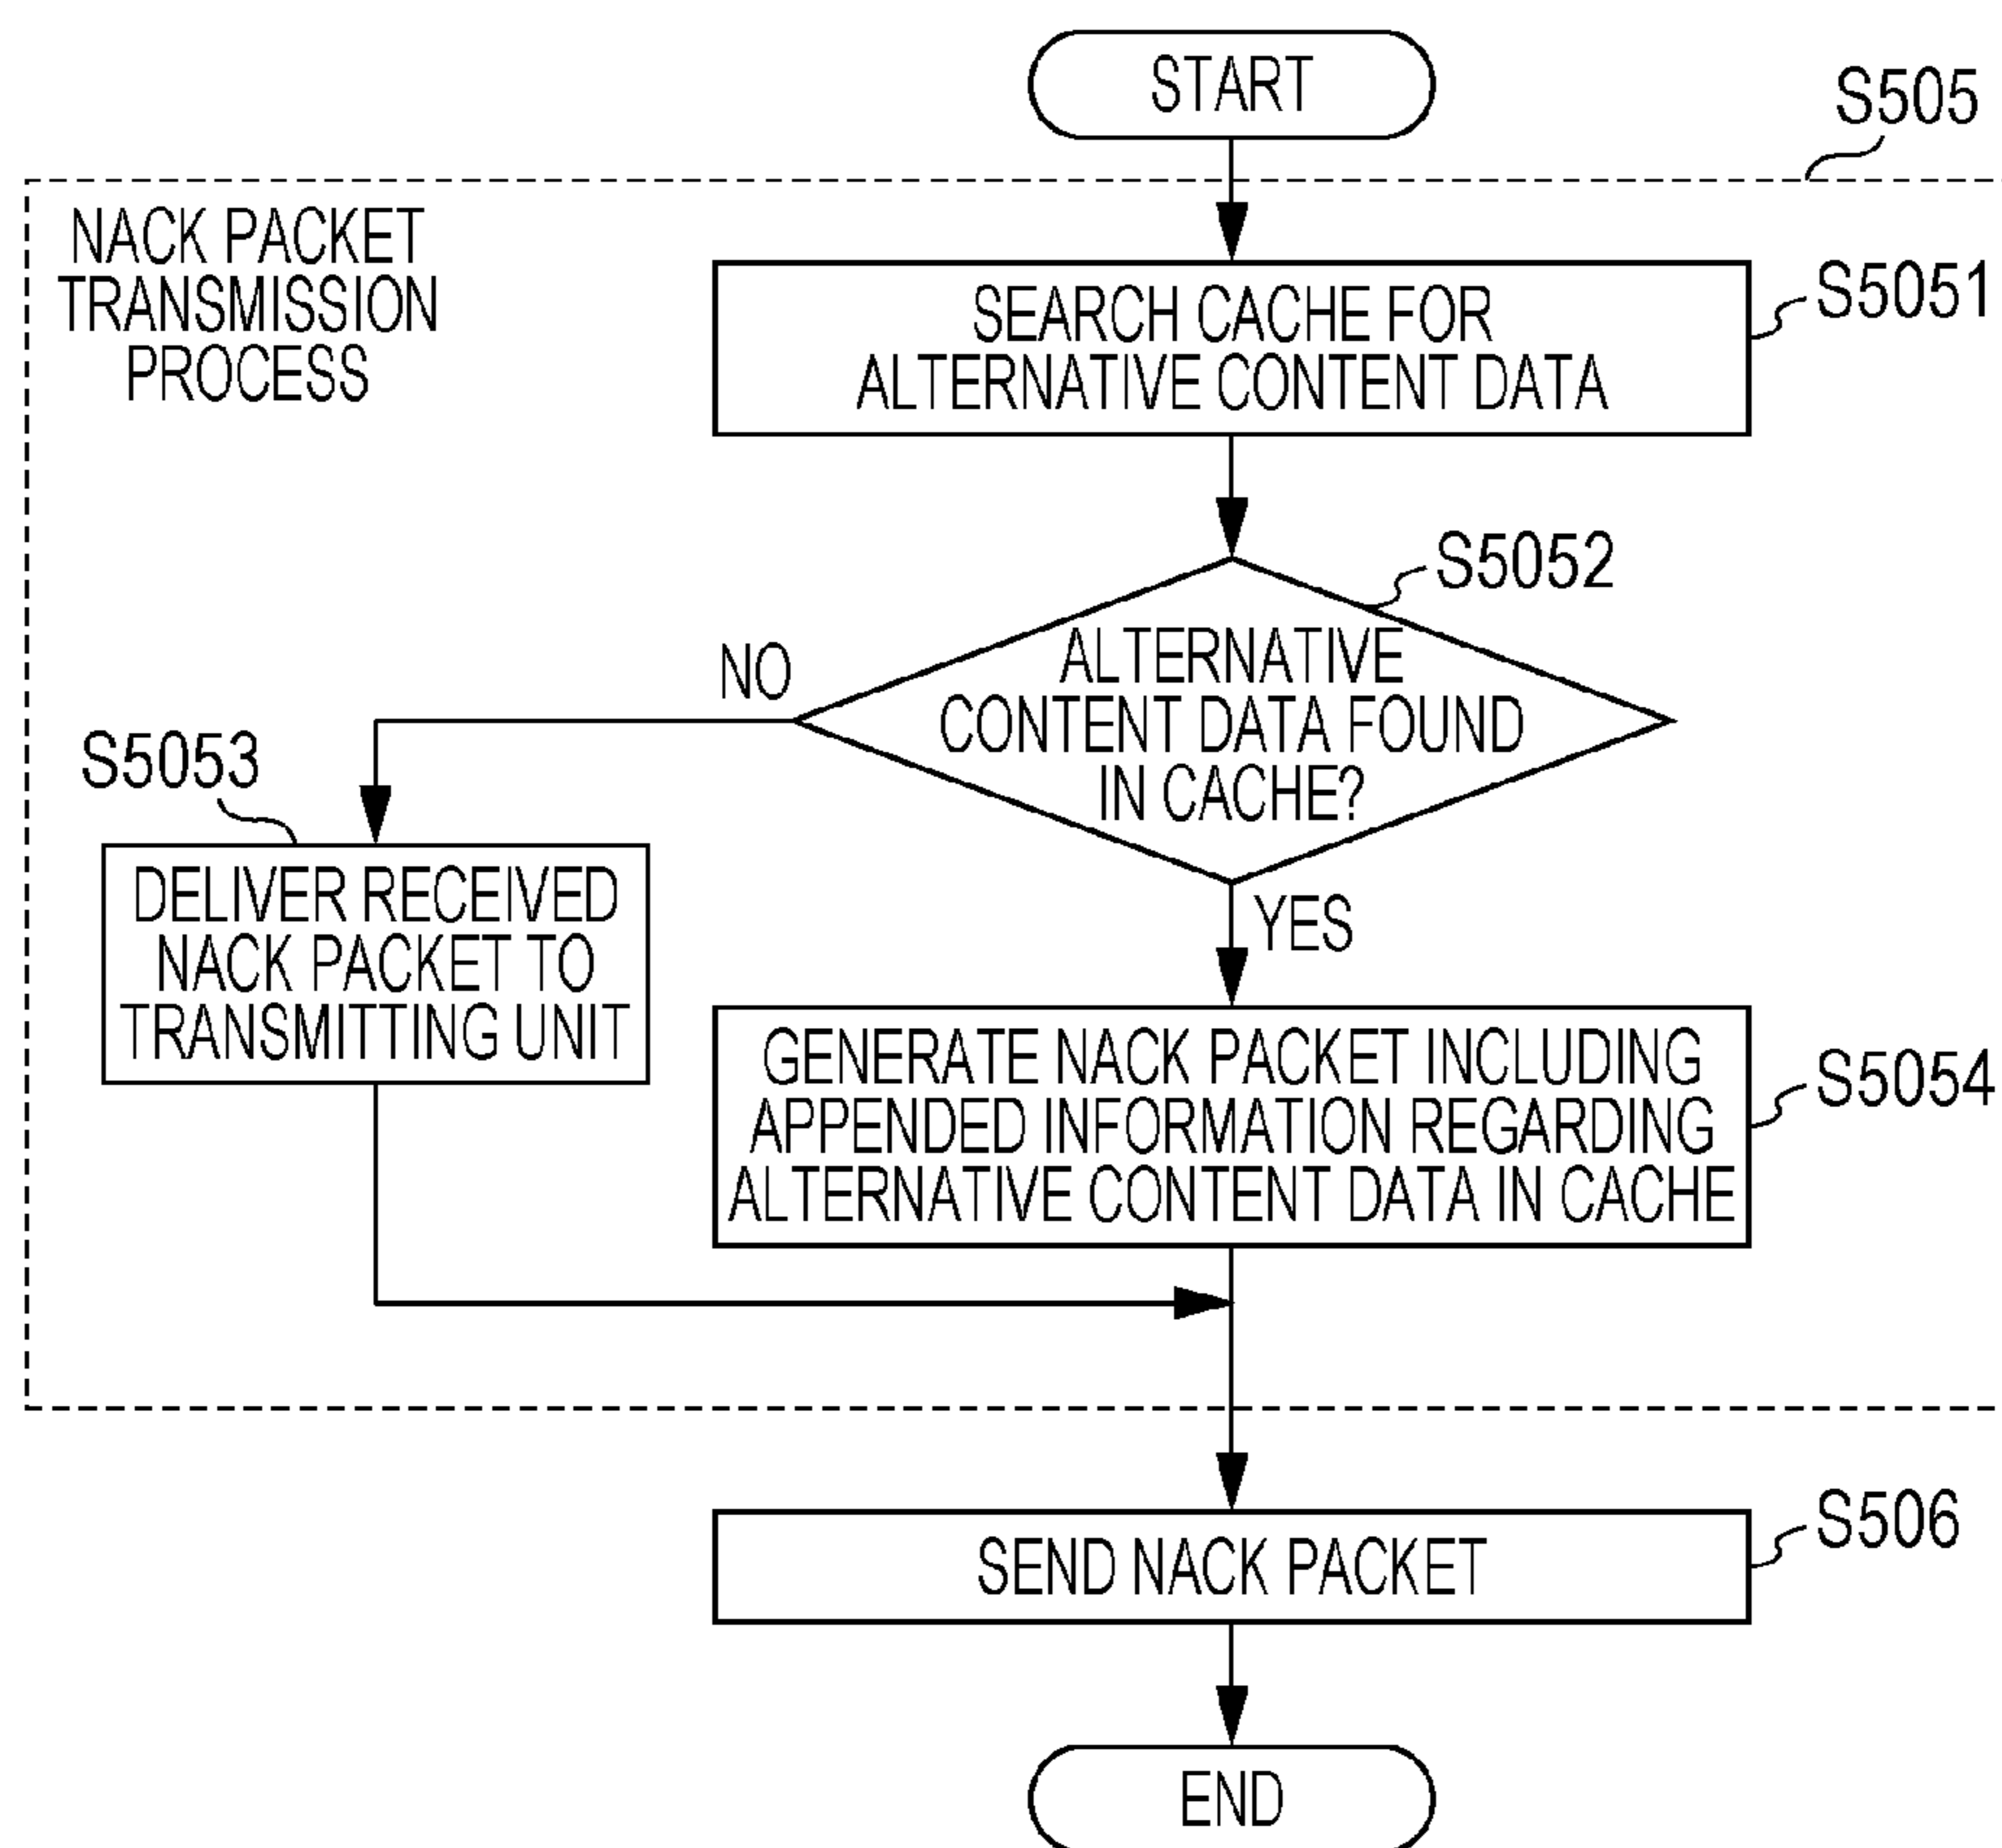 START
S505
NACK PACKET
TRANSMISSION
PROCESS
SEARCH CACHE FOR
ALTERNATIVE CONTENT DATA
S5051
S5052
ALTERNATIVE
CONTENT DATA FOUND
IN CACHE?
NO
YES
S5053
DELIVER RECEIVED
NACK PACKET TO
TRANSMITTING UNIT
GENERATE NACK PACKET INCLUDING
APPENDED INFORMATION REGARDING
ALTERNATIVE CONTENT DATA IN CACHE
S5054
SEND NACK PACKET
S506
END